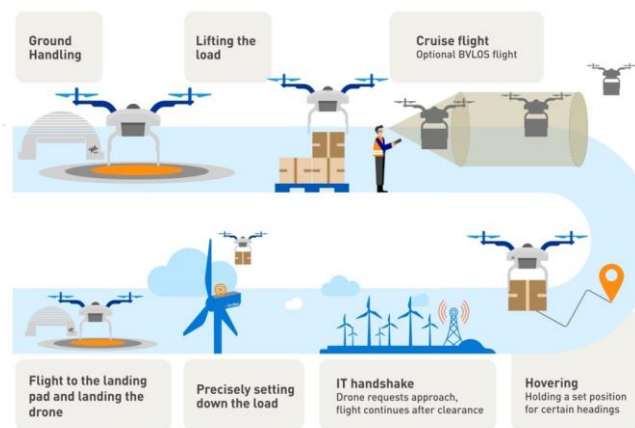 Ground
Handling
Lifting the
load
Cruise flight
Optional BVLOS flight
Flight to the landing
pad and landing the
drone
Precisely setting
down the load
IT handshake
Drone requests approach,
flight continues after clearance
Hovering
Holding a set position
for certain headings